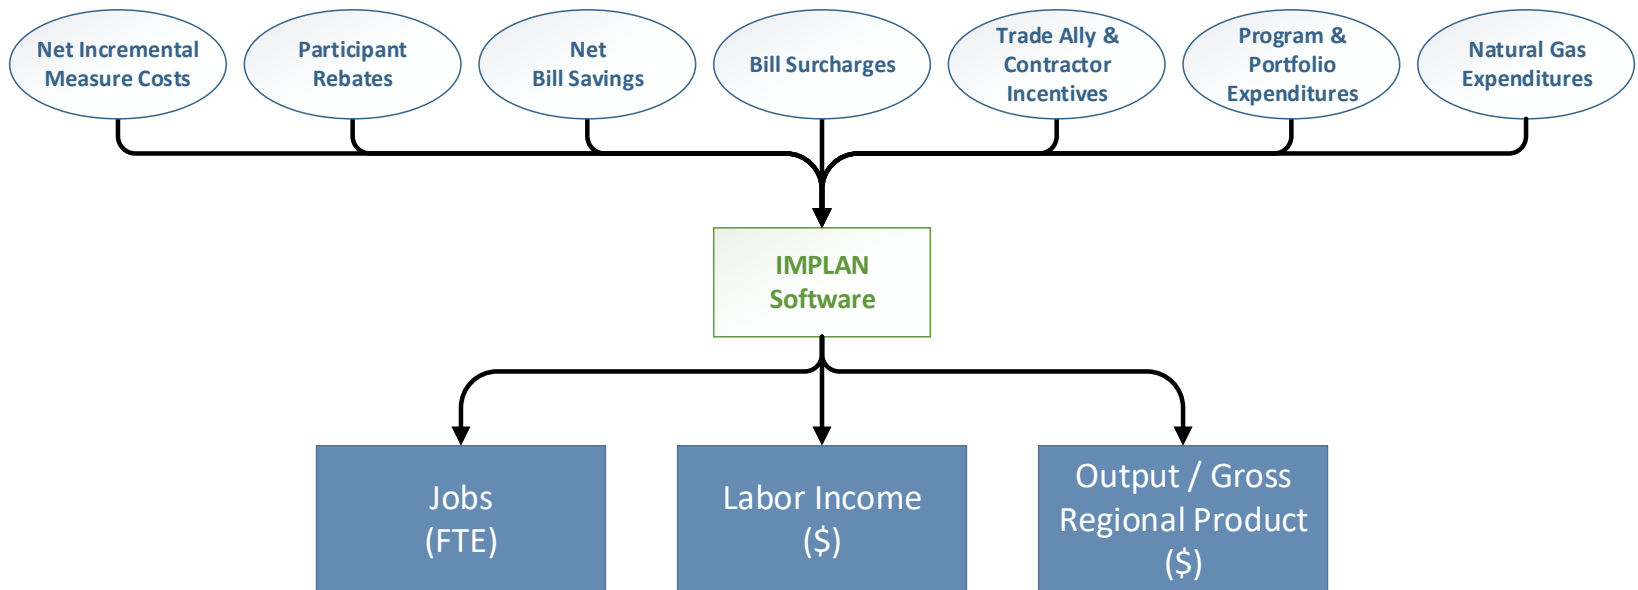 Net Incremental
Measure Costs
Participant
Rebates
Net
Bill Savings
Bill Surcharges
Trade Ally &
Contractor
Incentives
Program &
Portfolio
Expenditures
Natural Gas
Expenditures
IMPLAN
Software
Jobs
(FTE)
Labor Income
($)
Output / Gross
Regional Product
($)